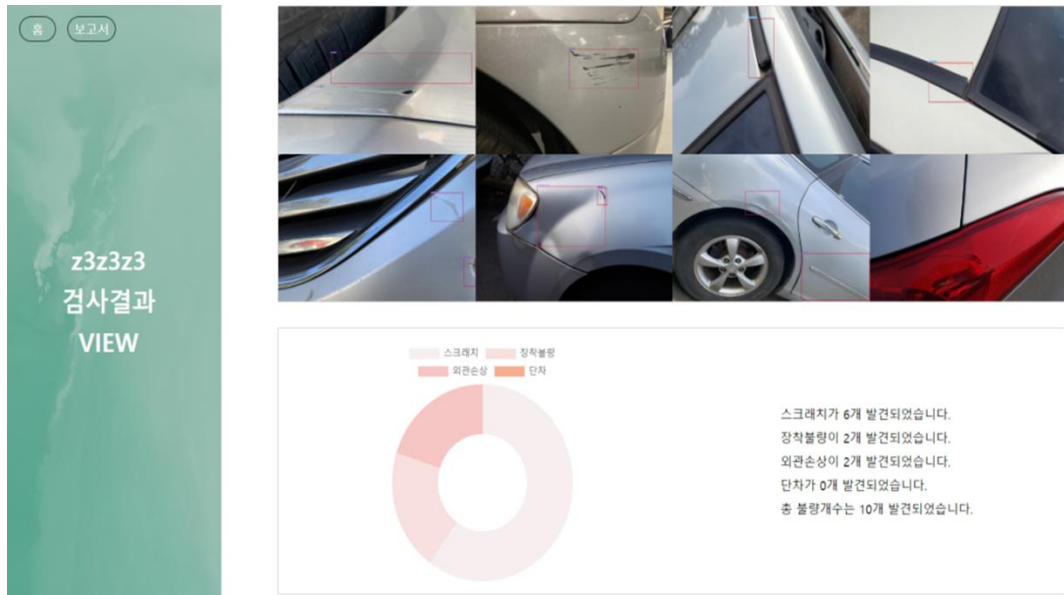 홈
보고서
z3z3z3
검사결과
VIEW
스크래치
장착불량
외관손상
단차
스크래치가 6개 발견되었습니다.
장착불량이 2개 발견되었습니다.
외관손상이 2개 발견되었습니다.
단차가 0개 발견되었습니다.
총 불량개수는 10개 발견되었습니다.